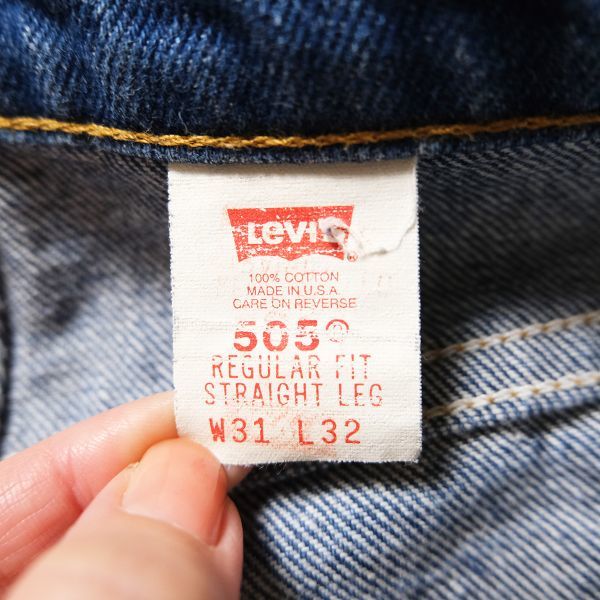 Levi's®
100% COTTON
MADE IN U.S.A.
CARE ON REVERSE
505®
REGULAR FIT
STRAIGHT LEG
W31 L32